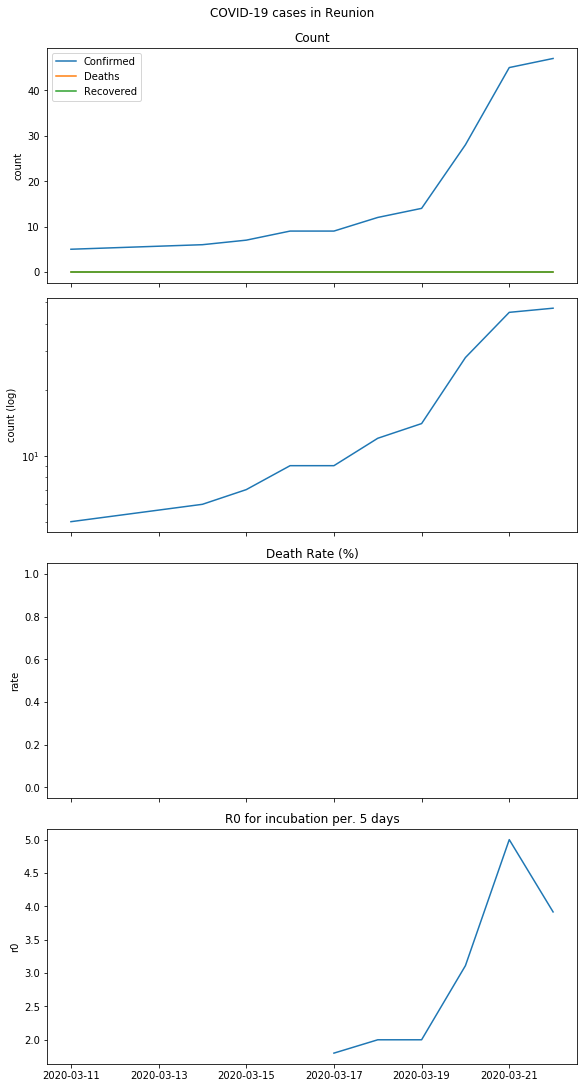 COVID-19 cases in Reunion
Count
Confirmed
Deaths
Recovered
40
30
20
10
0
count
10^1
count (log)
Death Rate (%)
1.0
0.8
0.6
0.4
0.2
0.0
rate
R0 for incubation per. 5 days
5.0
4.5
4.0
3.5
3.0
2.5
2.0
r0
2020-03-11 2020-03-13 2020-03-15 2020-03-17 2020-03-19 2020-03-21